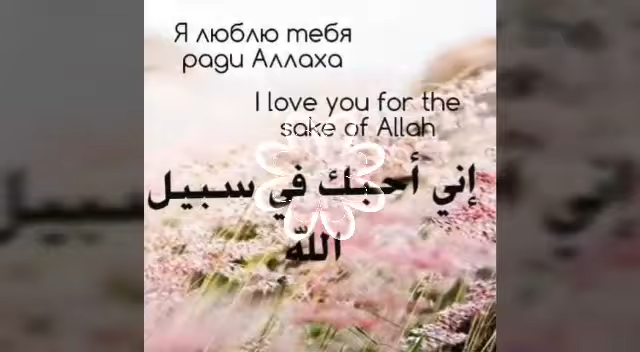 Я люблю тебя
ради Аллаха
I love you for the
sake of Allah
إني أحبك في سبيل
الله